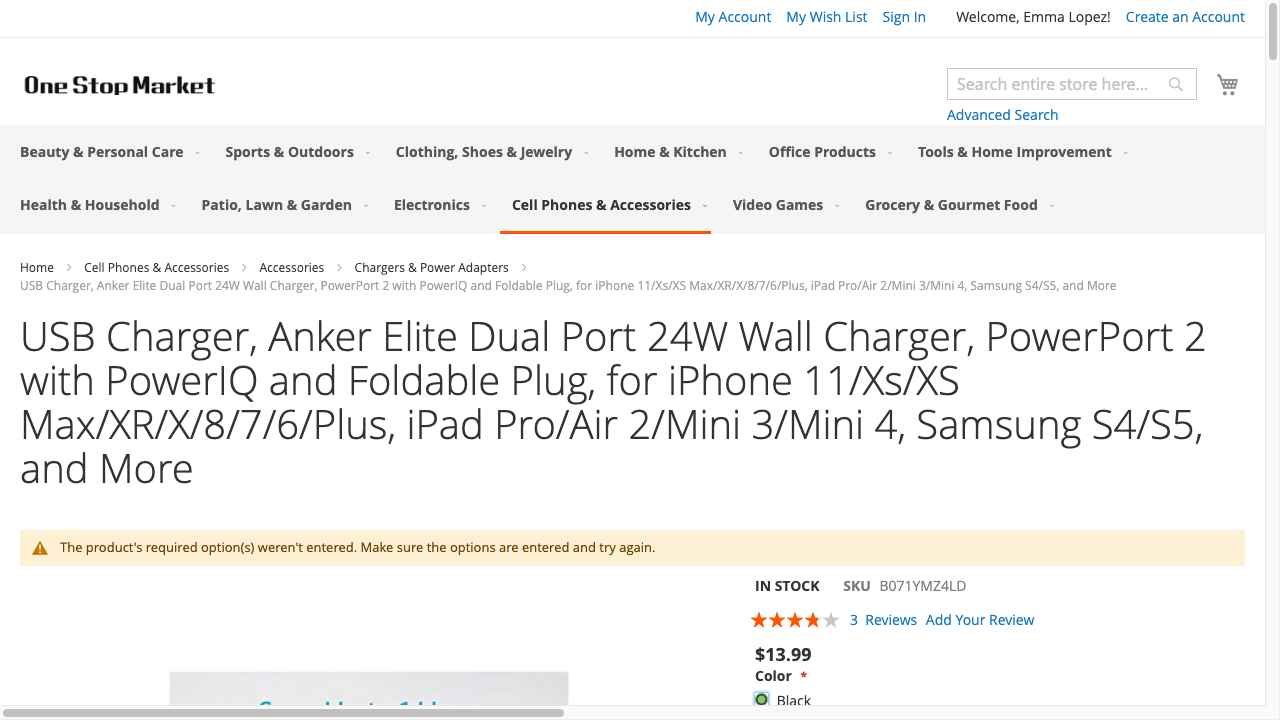 My Account My Wish List Sign In Welcome, Emma Lopez! Create an Account
One Stop Market
Search entire store here...
Advanced Search
Beauty & Personal Care Sports & Outdoors Clothing, Shoes & Jewelry Home & Kitchen Office Products Tools & Home Improvement
Health & Household Patio, Lawn & Garden Electronics Cell Phones & Accessories Video Games Grocery & Gourmet Food
Home Cell Phones & Accessories Accessories Chargers & Power Adapters
USB Charger, Anker Elite Dual Port 24W Wall Charger, PowerPort 2 with PowerIQ and Foldable Plug, for iPhone 11/Xs/XS Max/XR/X/8/7/6/Plus, iPad Pro/Air 2/Mini 3/Mini 4, Samsung S4/S5, and More
USB Charger, Anker Elite Dual Port 24W Wall Charger, PowerPort 2
with PowerIQ and Foldable Plug, for iPhone 11/Xs/XS
Max/XR/X/8/7/6/Plus, iPad Pro/Air 2/Mini 3/Mini 4, Samsung S4/S5,
and More
The product's required option(s) weren't entered. Make sure the options are entered and try again.
IN STOCK SKU B071YMZ4LD
3 Reviews Add Your Review
$13.99
Color *
Black